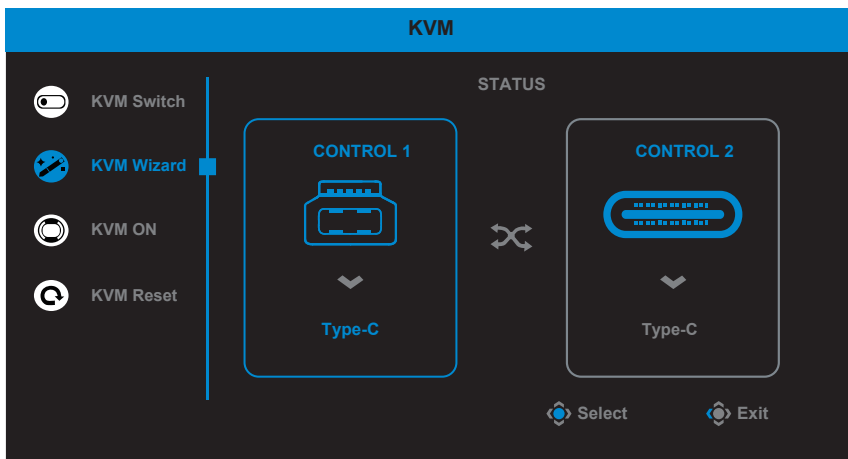 KVM
STATUS
KVM Switch
KVM Wizard
KVM ON
KVM Reset
CONTROL 1
Type-C
CONTROL 2
Type-C
Select
Exit